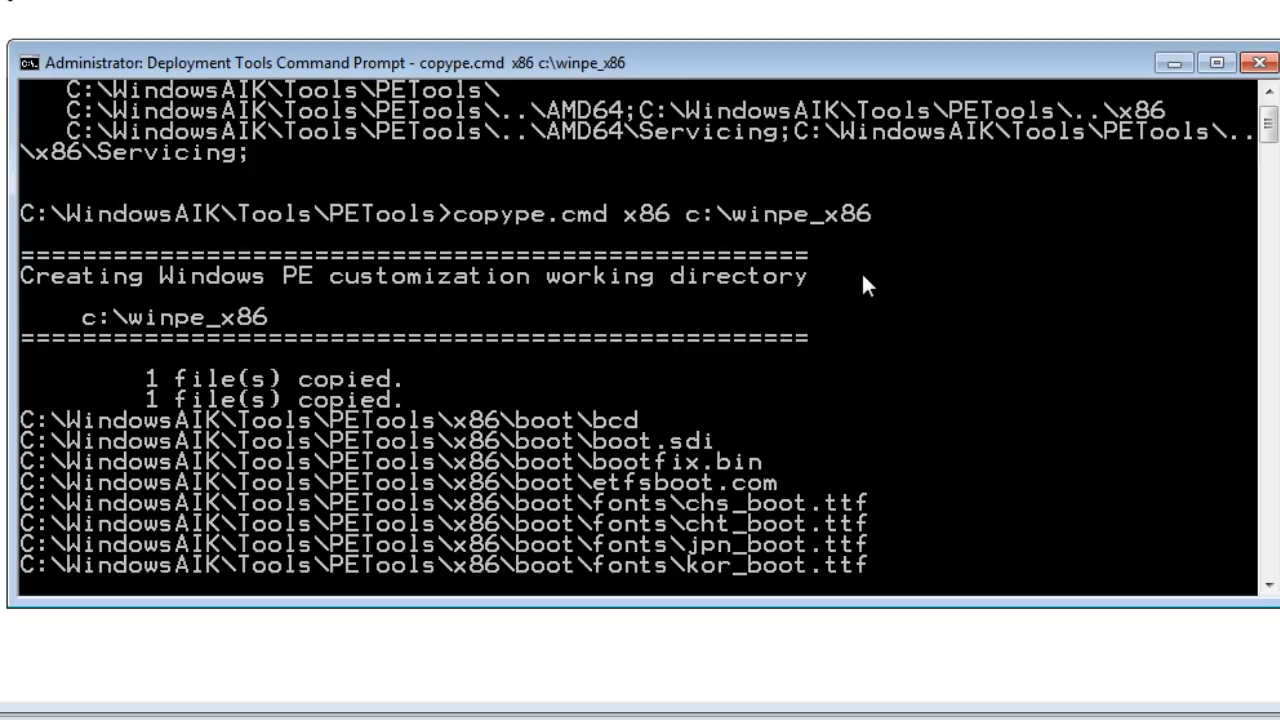 Administrator: Deployment Tools Command Prompt - copype.cmd  x86 c:\winpe_x86
C:\WindowsAIK\Tools\PETools\
C:\WindowsAIK\Tools\PETools\..\AMD64;C:\WindowsAIK\Tools\PETools\..\x86
C:\WindowsAIK\Tools\PETools\..\AMD64\Servicing;C:\WindowsAIK\Tools\PETools\..
\x86\Servicing;
C:\WindowsAIK\Tools\PETools>copype.cmd x86 c:\winpe_x86
===================================================
Creating Windows PE customization working directory
c:\winpe_x86
===================================================
1 file(s) copied.
1 file(s) copied.
C:\WindowsAIK\Tools\PETools\x86\boot\bcd
C:\WindowsAIK\Tools\PETools\x86\boot\boot.sdi
C:\WindowsAIK\Tools\PETools\x86\boot\bootfix.bin
C:\WindowsAIK\Tools\PETools\x86\boot\etfsboot.com
C:\WindowsAIK\Tools\PETools\x86\boot\fonts\chs_boot.ttf
C:\WindowsAIK\Tools\PETools\x86\boot\fonts\cht_boot.ttf
C:\WindowsAIK\Tools\PETools\x86\boot\fonts\jpn_boot.ttf
C:\WindowsAIK\Tools\PETools\x86\boot\fonts\kor_boot.ttf